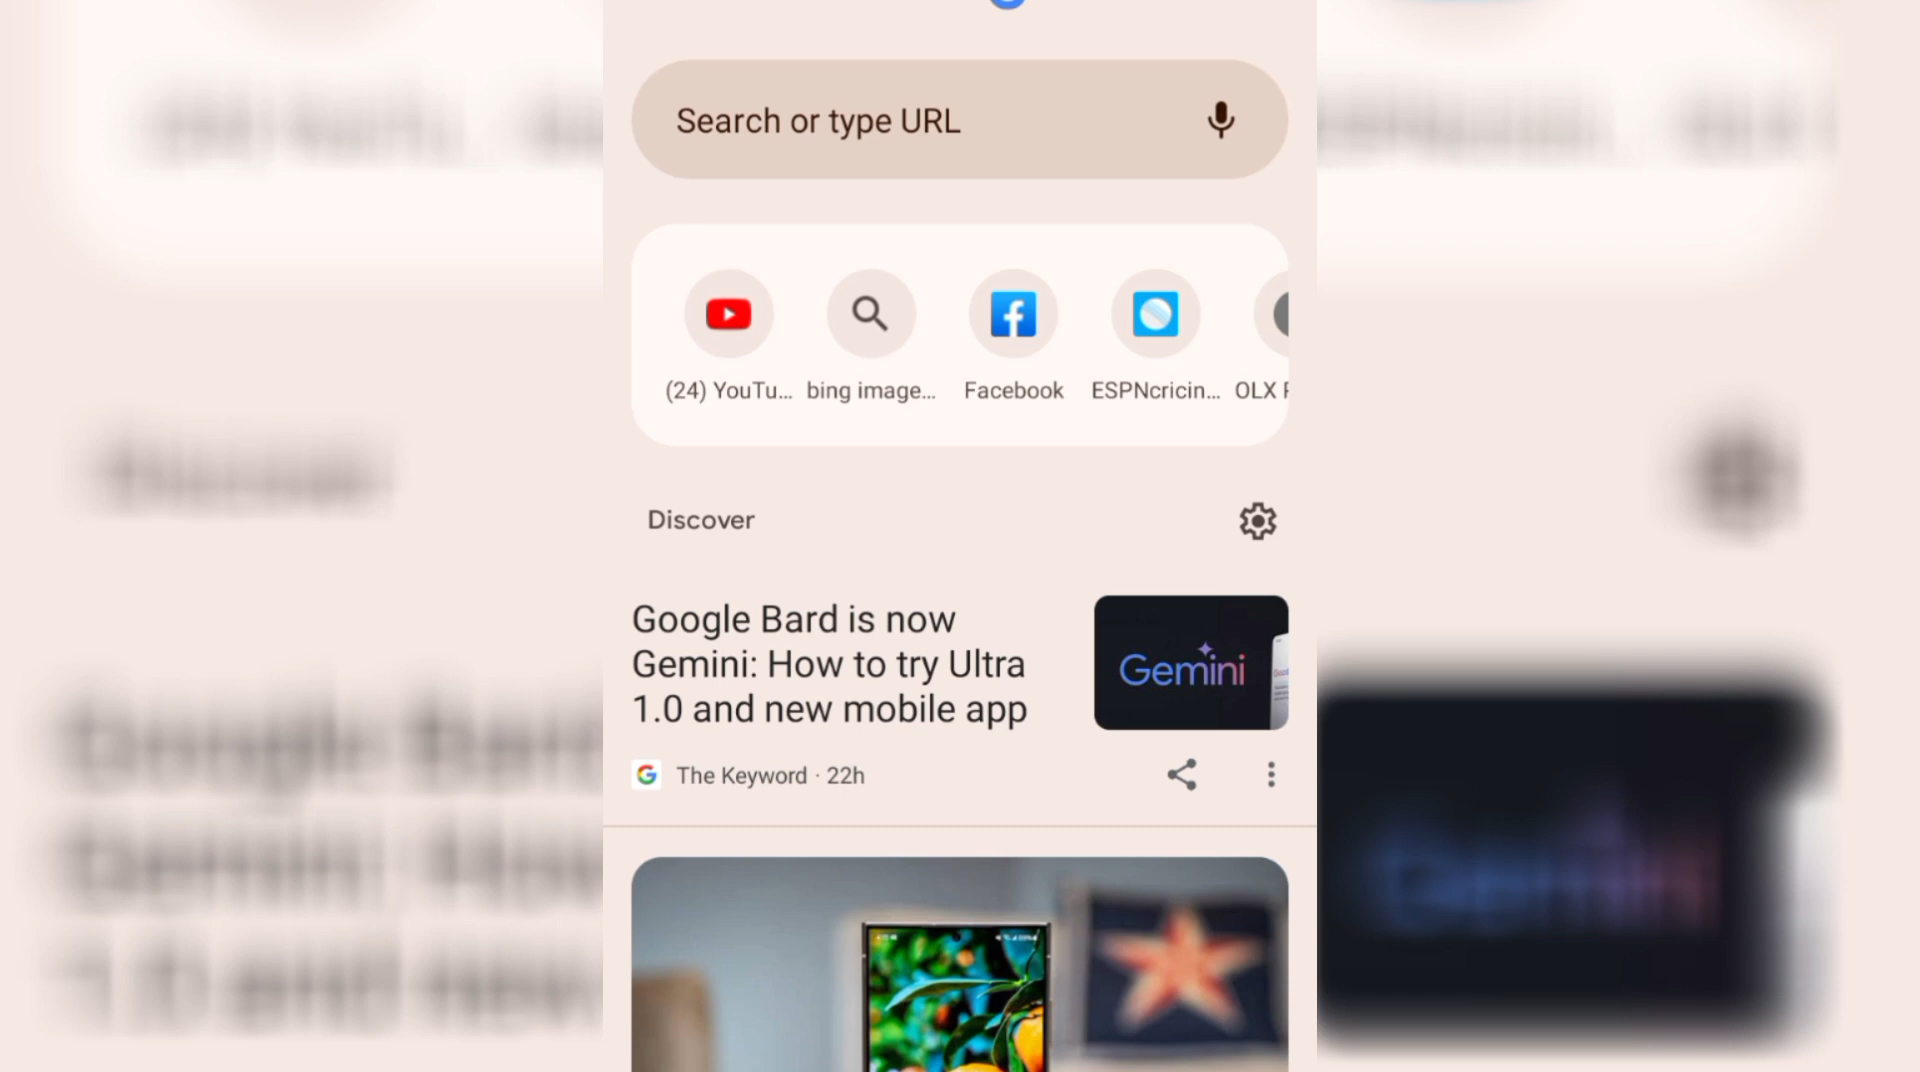 Search or type URL
(24) YouTu... bing image... Facebook ESPNcricin... OLX
Discover
Google Bard is now
Gemini: How to try Ultra
1.0 and new mobile app
Gemini
The Keyword · 22h